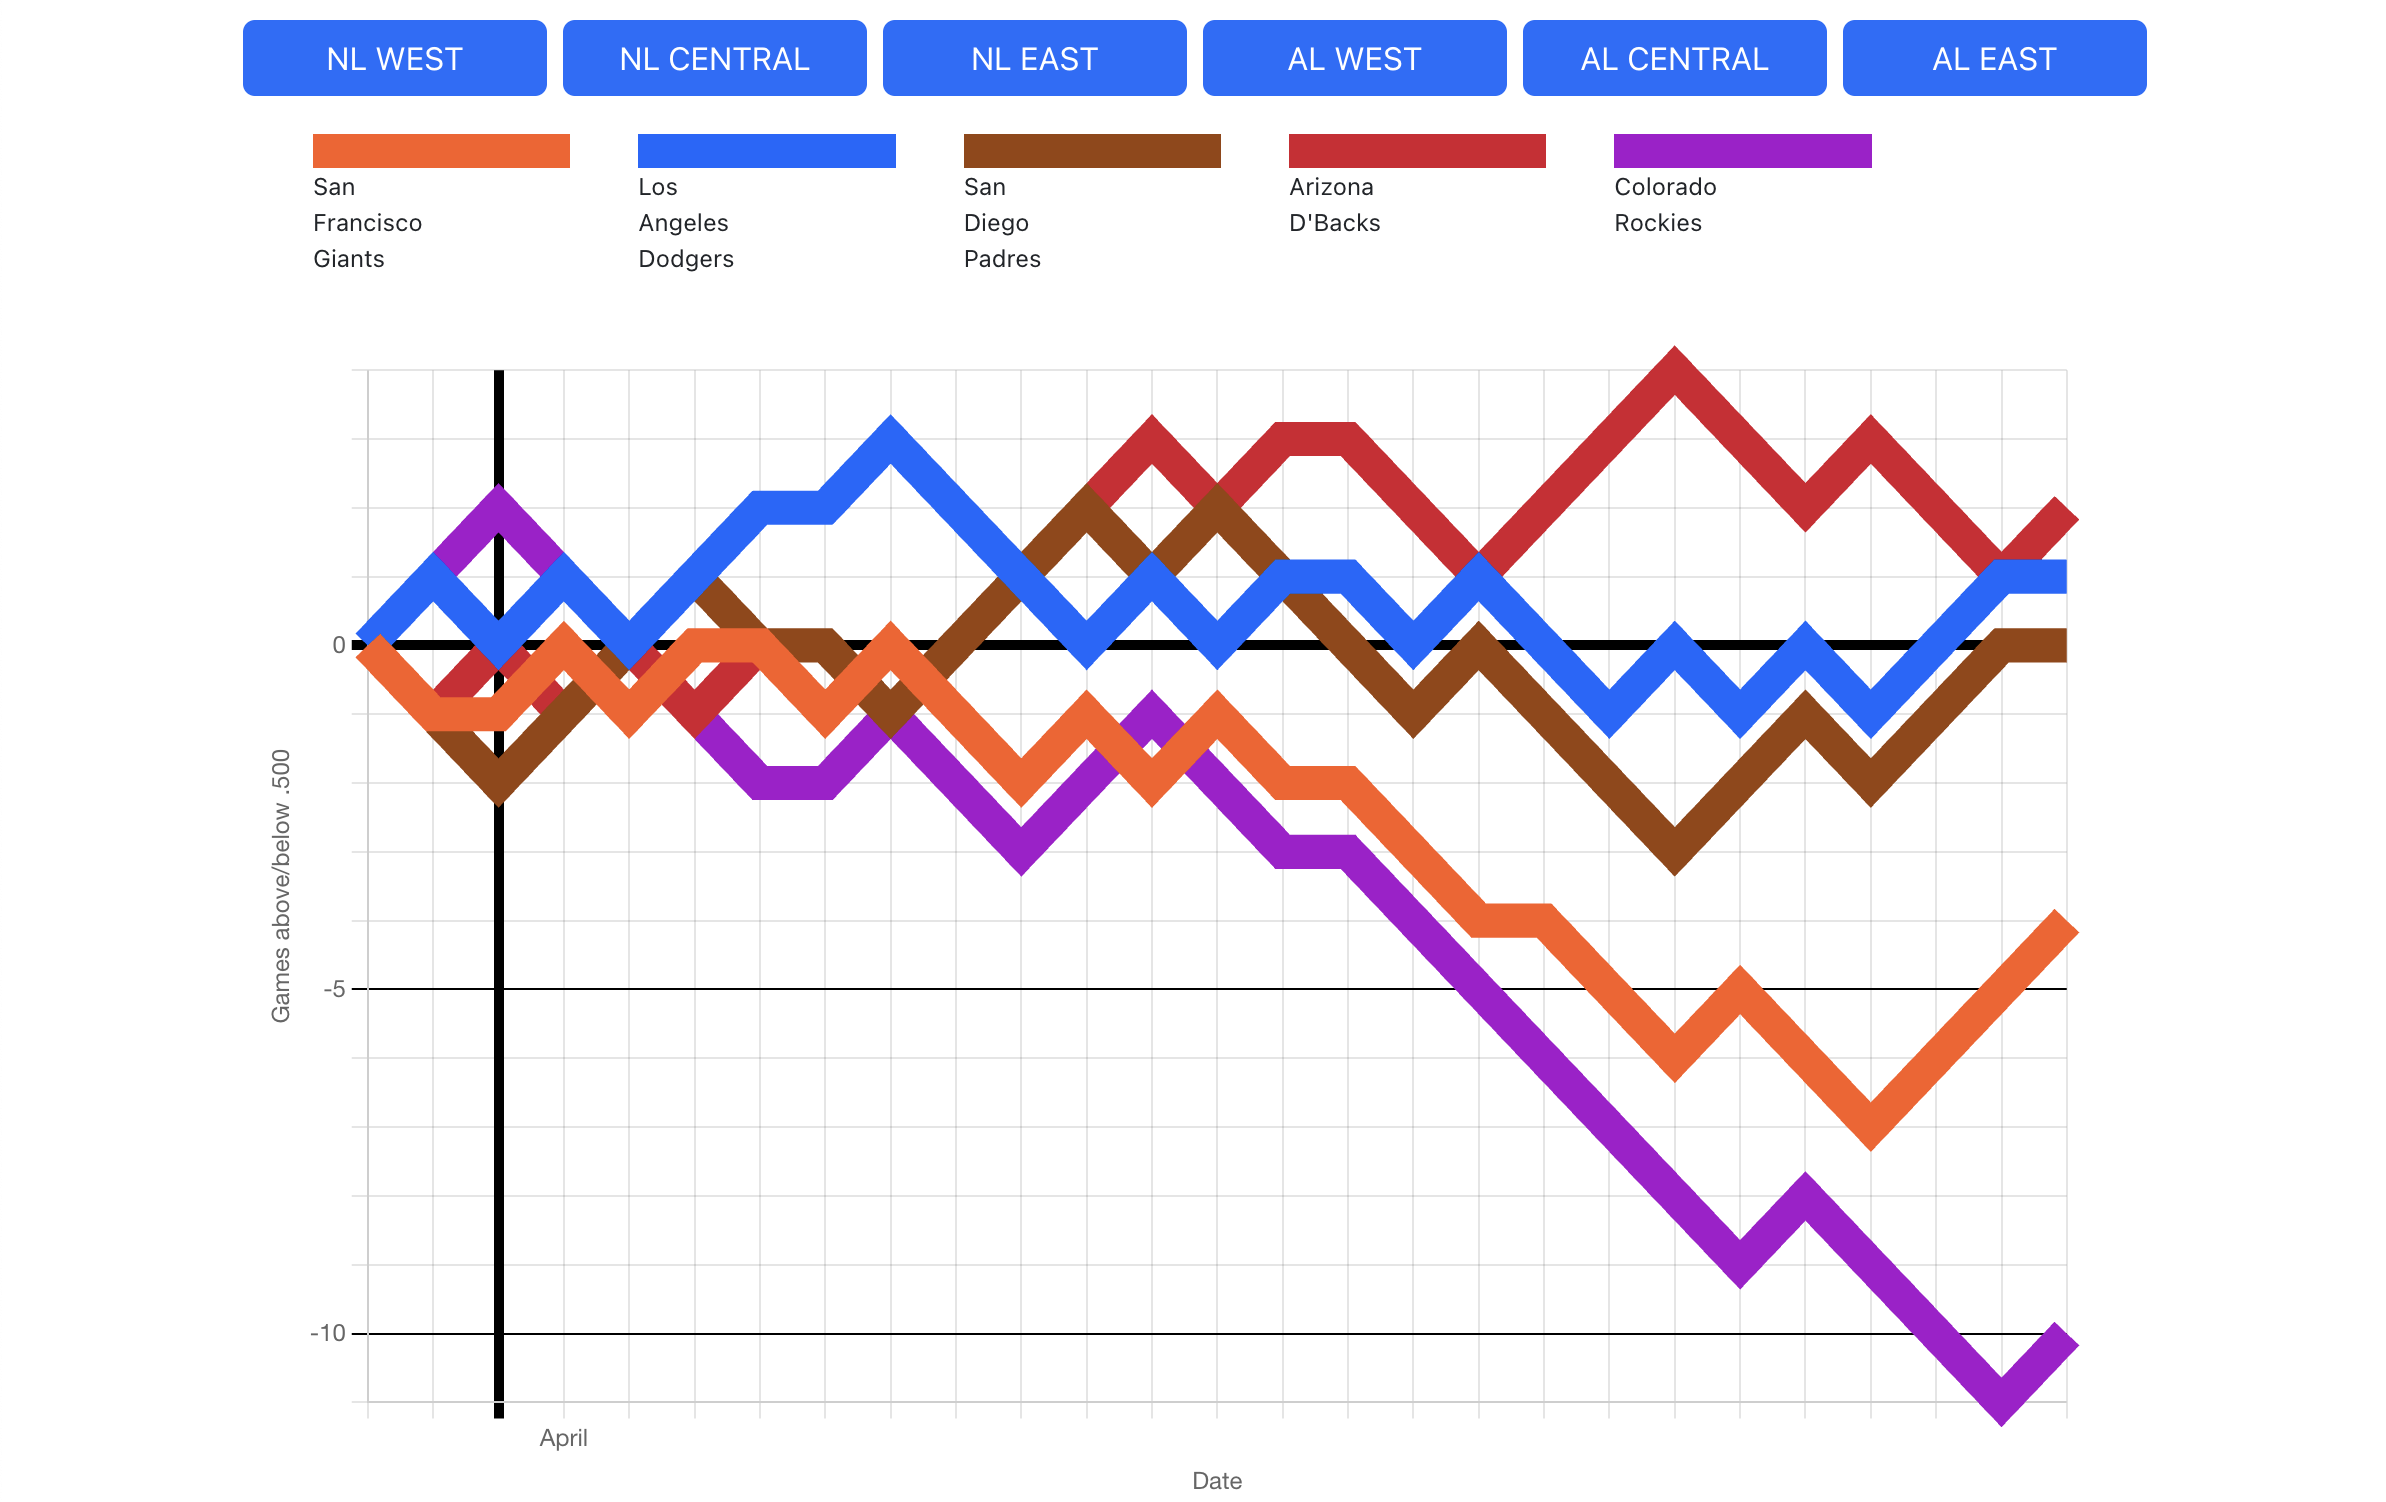 NL WEST
NL CENTRAL
NL EAST
AL WEST
AL CENTRAL
AL EAST
San
Francisco
Giants
Los
Angeles
Dodgers
San
Diego
Padres
Arizona
D'Backs
Colorado
Rockies
Games above/below .500
0
-5
-10
April
Date